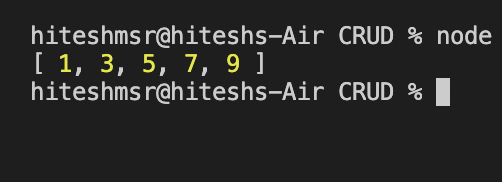 hiteshmsr@hiteshs-Air CRUD % node
[ 1, 3, 5, 7, 9 ]
hiteshmsr@hiteshs-Air CRUD %